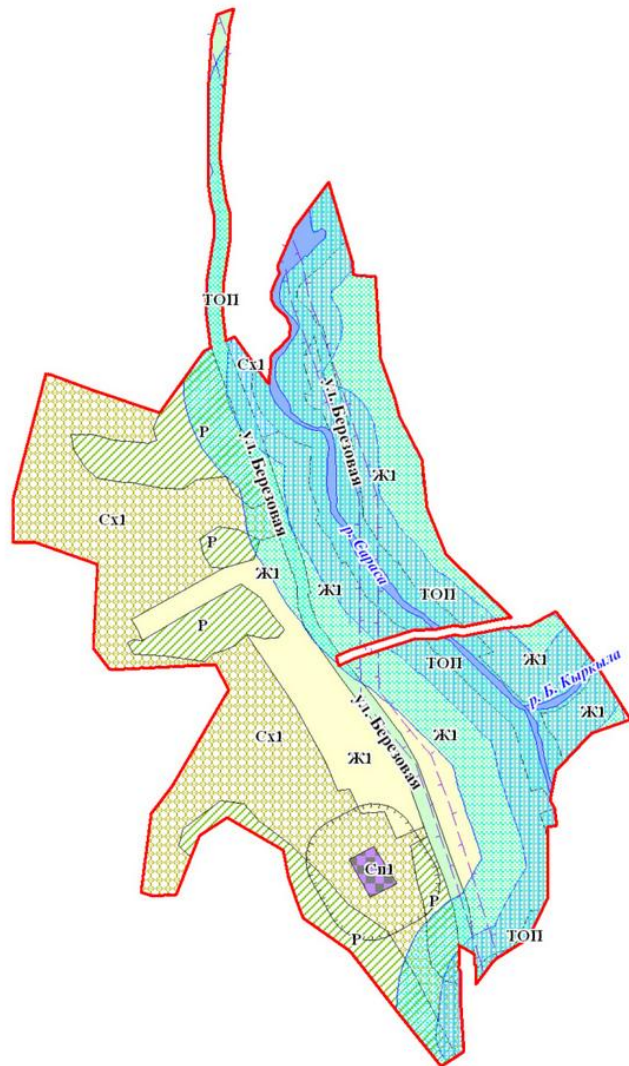 ТОП
Сх1
ул. Березовая
Р
ул. Березовая
Ж1
Сх1
р. Сараса
Р
Ж1
Ж1
ТОП
Р
ТОП
Ж1
р. Б. Кыркыла
Ж1
Сх1
ул. Березовая
Ж1
Ж1
Сп1
Р
Р
ТОП